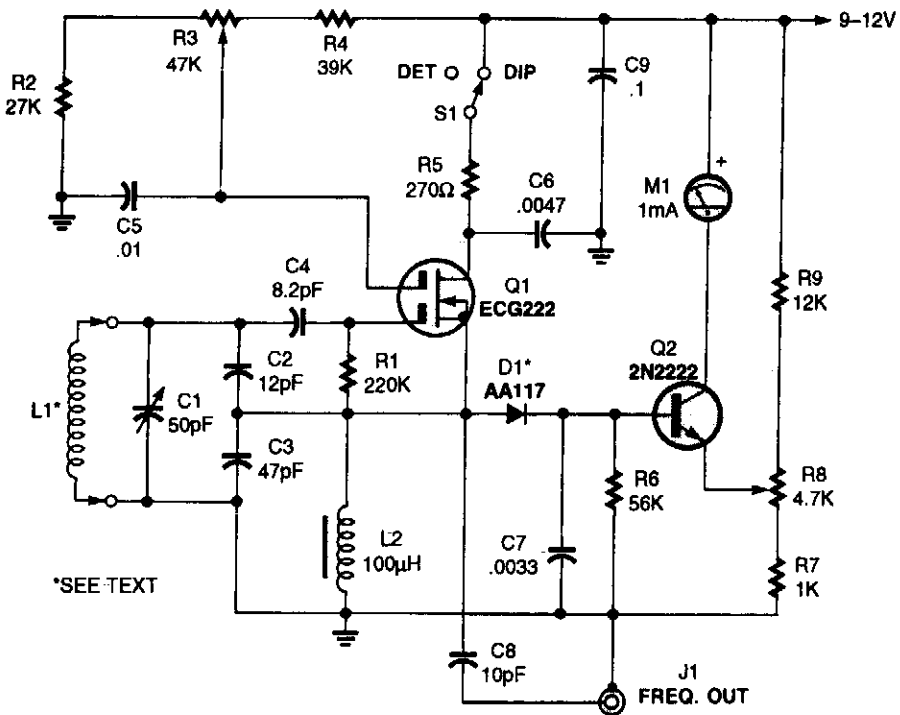 R3
47K
R4
39K
9–12V
R2
27K
DET
DIP
S1
C9
.1
R5
270Ω
C6
.0047
M1
1mA
+
C5
.01
C4
8.2pF
Q1
ECG222
R9
12K
L1*
C1
50pF
C2
12pF
R1
220K
D1*
AA117
Q2
2N2222
C3
47pF
R6
56K
R8
4.7K
L2
100µH
C7
.0033
R7
1K
*SEE TEXT
C8
10pF
J1
FREQ. OUT